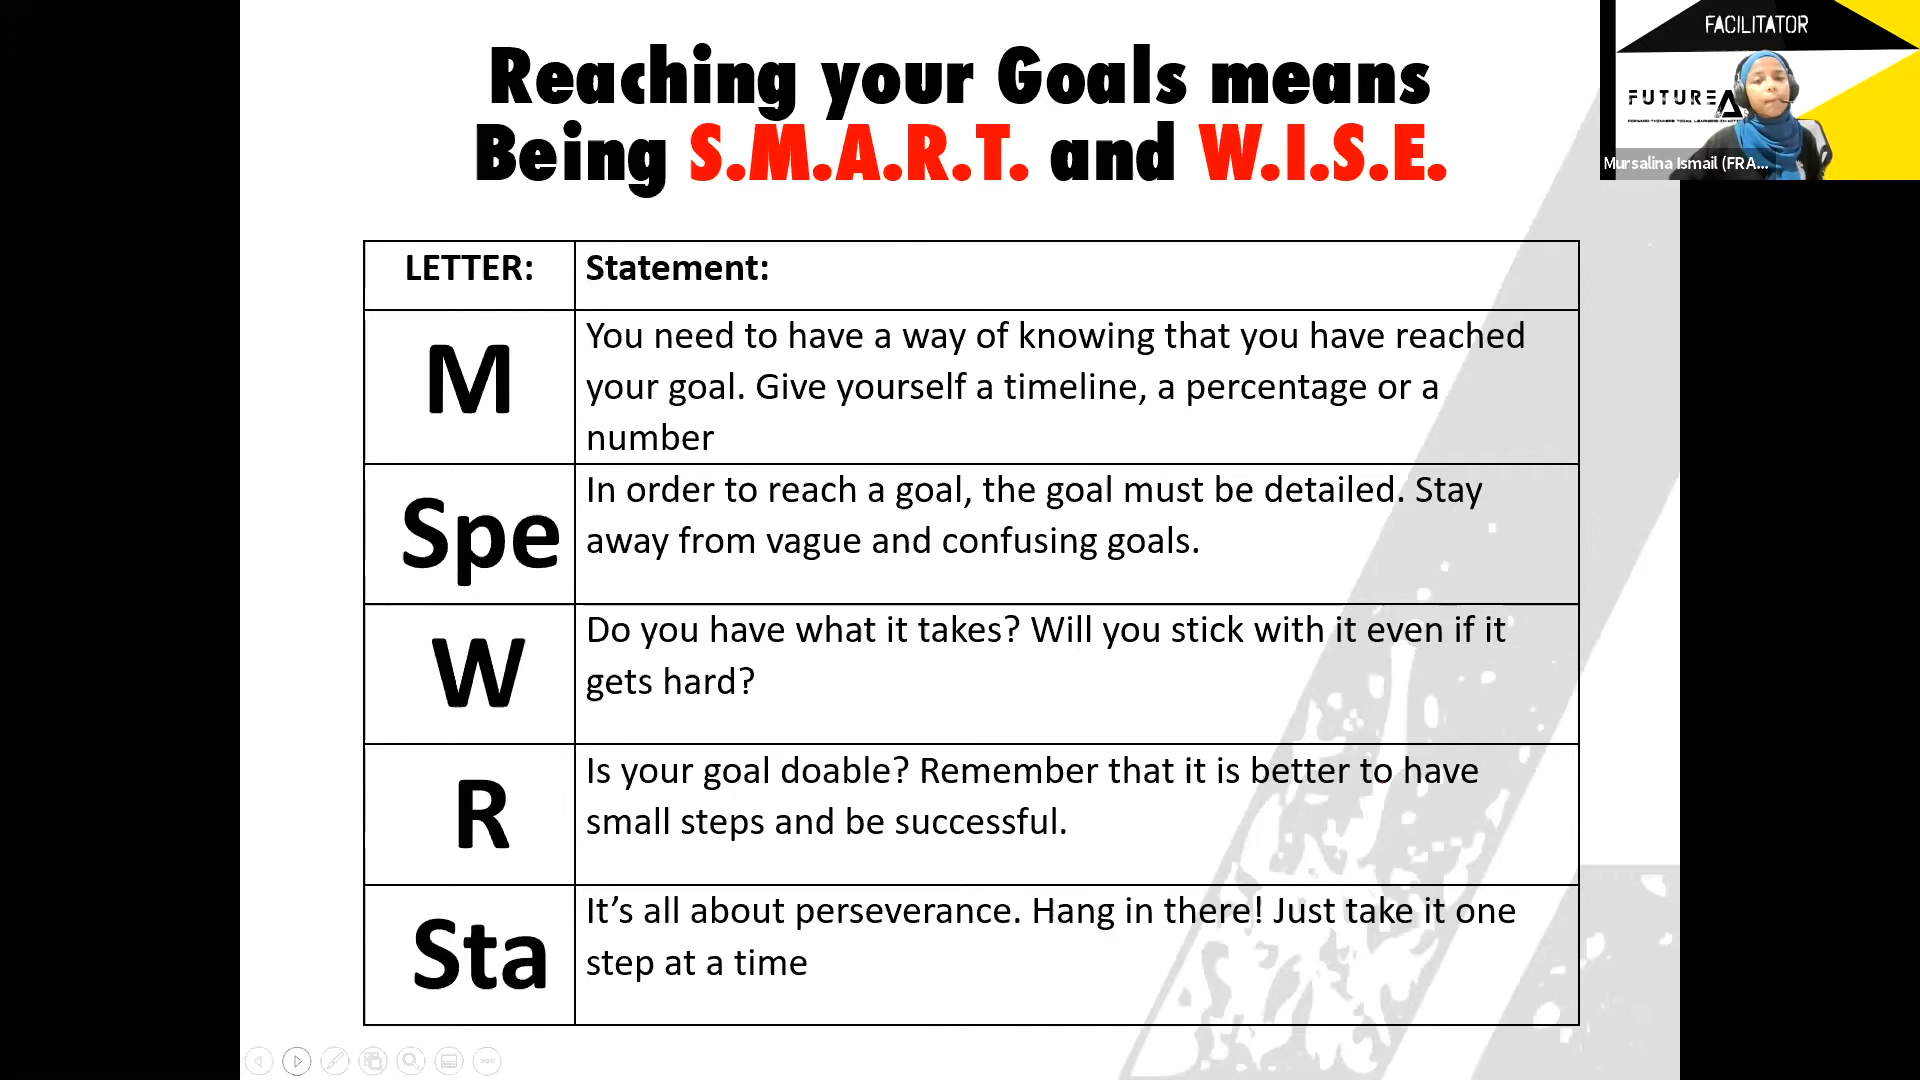 Reaching your Goals means
Being S.M.A.R.T. and W.I.S.E.
FACILITATOR
FUTURE
Mursalina Ismail (FRA...
LETTER:
Statement:
M
You need to have a way of knowing that you have reached
your goal. Give yourself a timeline, a percentage or a
number
Spe
In order to reach a goal, the goal must be detailed. Stay
away from vague and confusing goals.
W
Do you have what it takes? Will you stick with it even if it
gets hard?
R
Is your goal doable? Remember that it is better to have
small steps and be successful.
Sta
It’s all about perseverance. Hang in there! Just take it one
step at a time